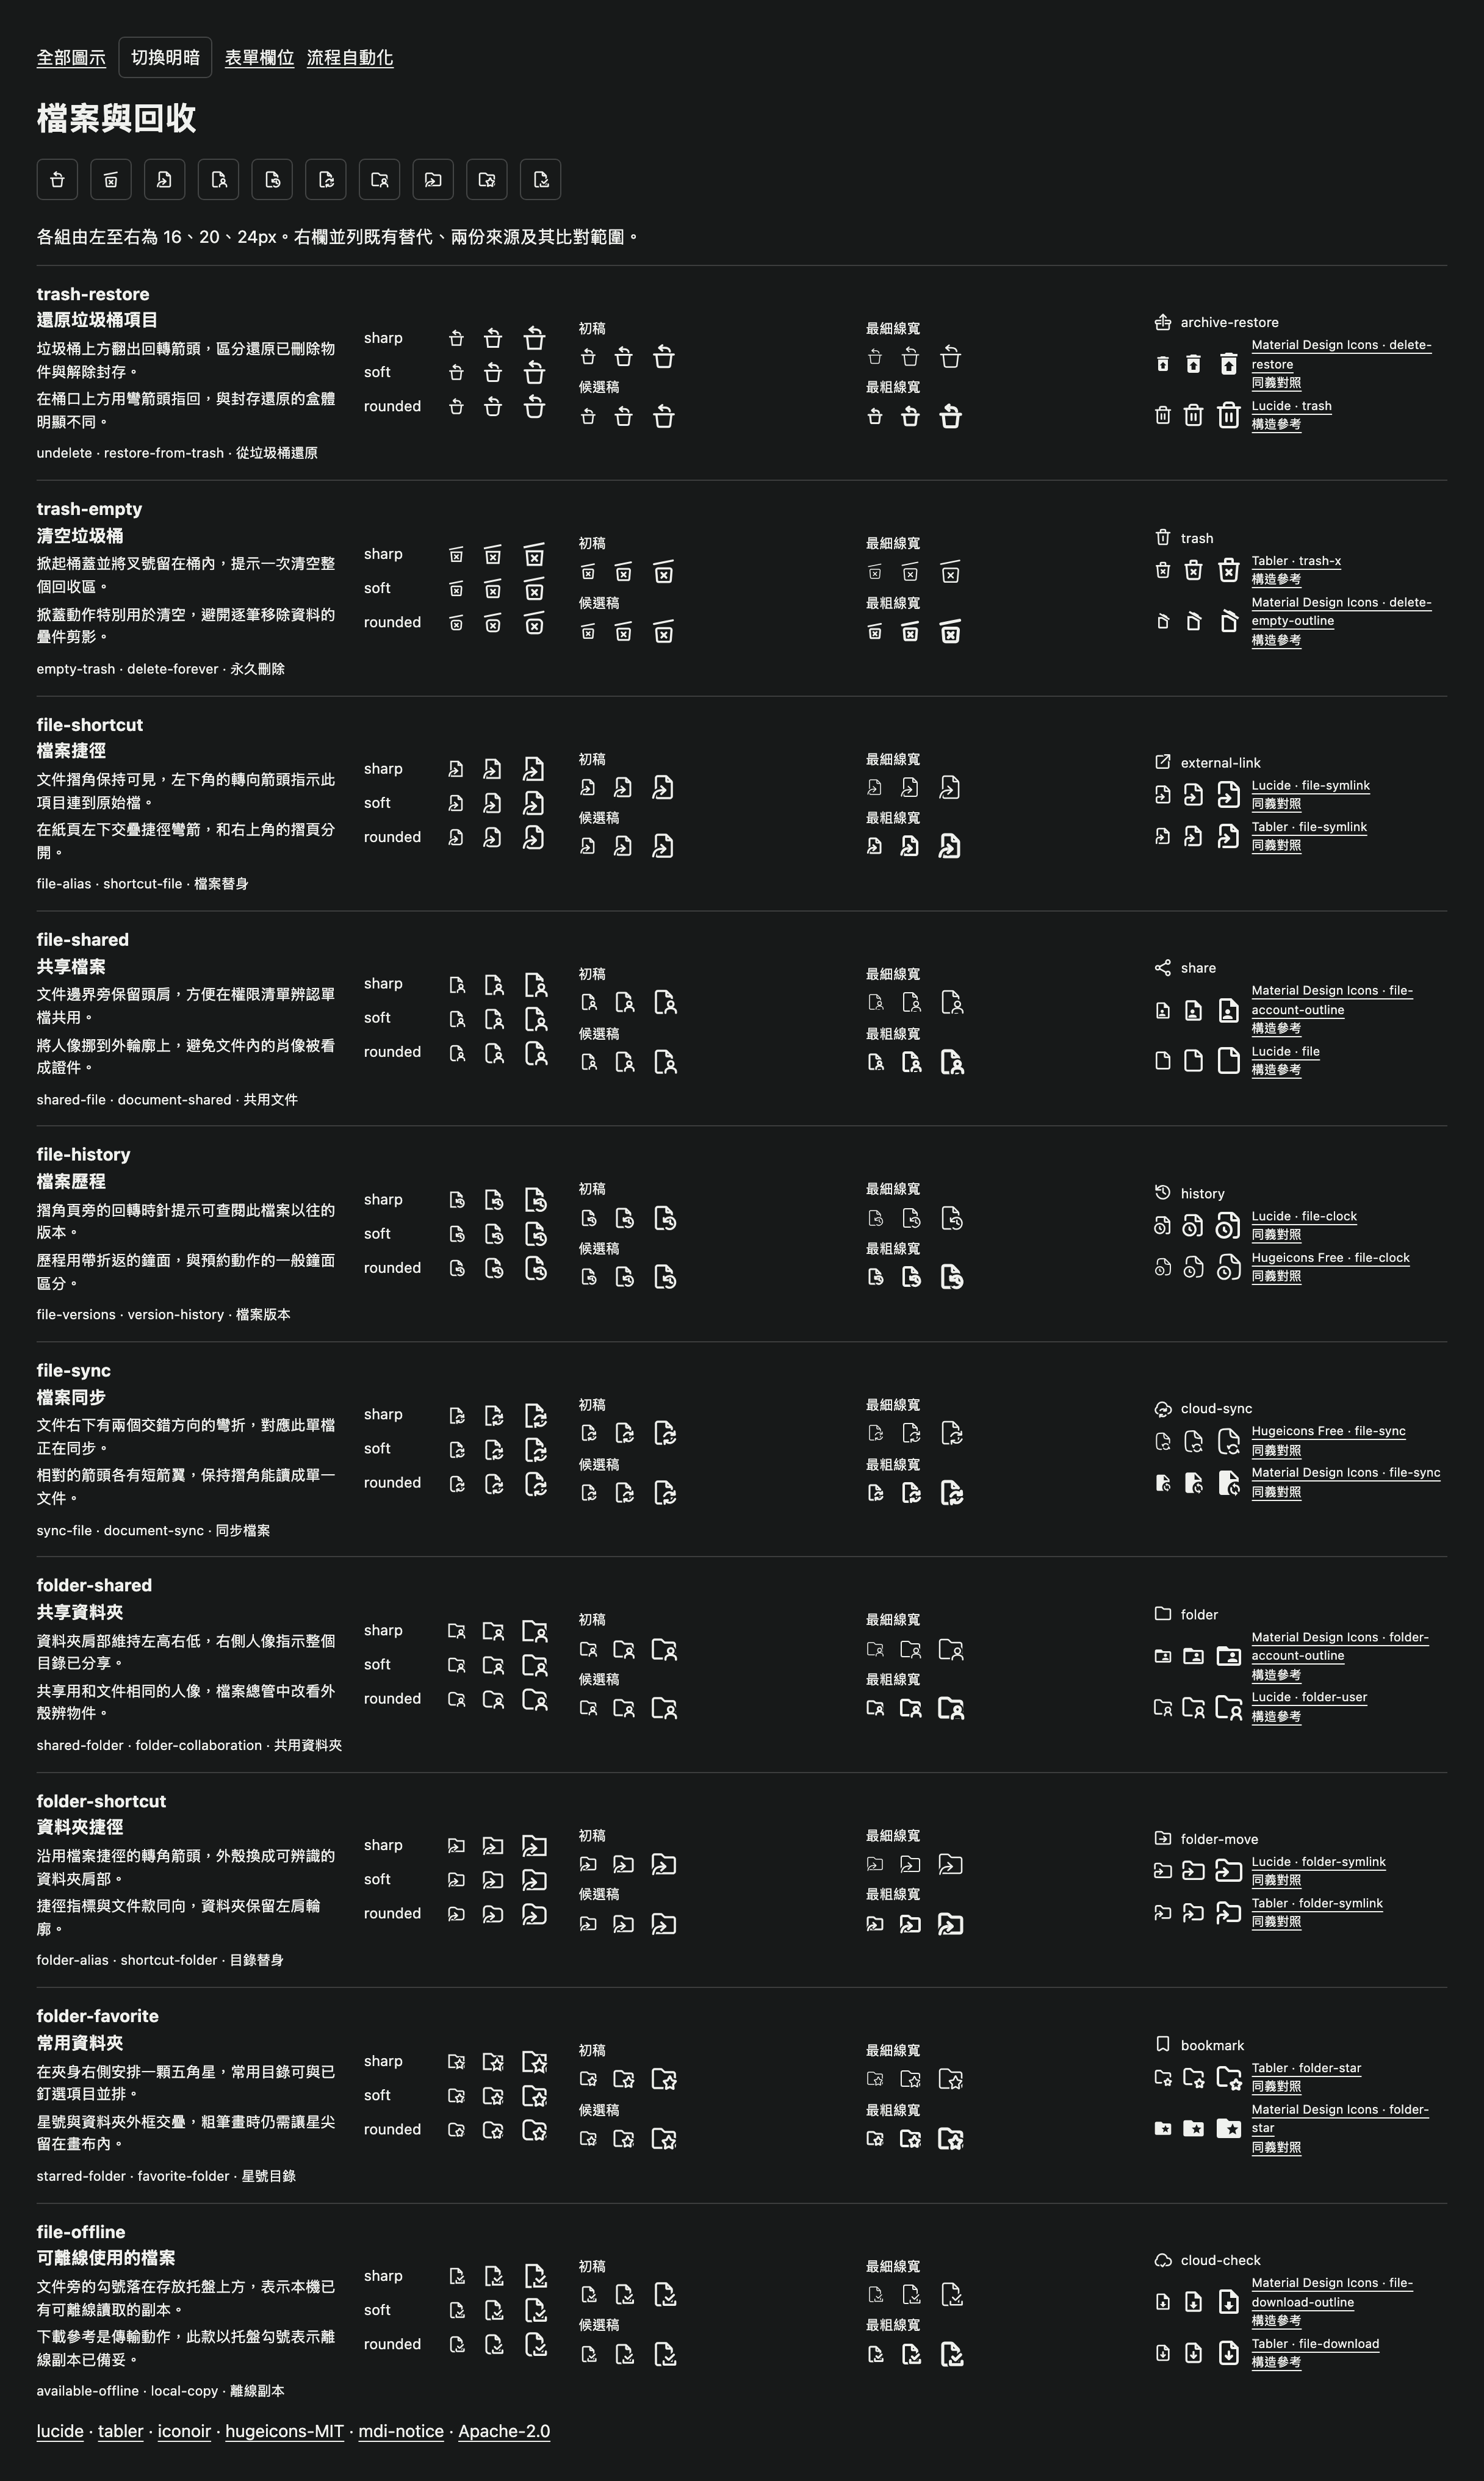 全部圖示 切換明暗 表單欄位 流程自動化
檔案與回收
各組由左至右為 16、20、24px。右欄並列既有替代、兩份來源及其比對範圍。
trash-restore
還原垃圾桶項目
垃圾桶上方翻出回轉箭頭，區分還原已刪除物
件與解除封存。
在桶口上方用彎箭頭指回，與封存還原的盒體
明顯不同。
undelete · restore-from-trash · 從垃圾桶還原
sharp
soft
rounded
初稿
候選稿
最細線寬
最粗線寬
archive-restore
Material Design Icons · delete-
restore
同義對照
Lucide · trash
構造參考
trash-empty
清空垃圾桶
掀起桶蓋並將叉號留在桶內，提示一次清空整
個回收區。
掀蓋動作特別用於清空，避開逐筆移除資料的
疊件剪影。
empty-trash · delete-forever · 永久刪除
sharp
soft
rounded
初稿
候選稿
最細線寬
最粗線寬
trash
Tabler · trash-x
構造參考
Material Design Icons · delete-
empty-outline
構造參考
file-shortcut
檔案捷徑
文件摺角保持可見，左下角的轉向箭頭指示此
項目連到原始檔。
在紙頁左下交疊捷徑彎箭，和右上角的摺頁分
開。
file-alias · shortcut-file · 檔案替身
sharp
soft
rounded
初稿
候選稿
最細線寬
最粗線寬
external-link
Lucide · file-symlink
同義對照
Tabler · file-symlink
同義對照
file-shared
共享檔案
文件邊界旁保留頭肩，方便在權限清單辨認單
檔共用。
將人像挪到外輪廓上，避免文件內的肖像被看
成證件。
shared-file · document-shared · 共用文件
sharp
soft
rounded
初稿
候選稿
最細線寬
最粗線寬
share
Material Design Icons · file-
account-outline
構造參考
Lucide · file
構造參考
file-history
檔案歷程
摺角頁旁的回轉時針提示可查閱此檔案以往的
版本。
歷程用帶折返的鐘面，與預約動作的一般鐘面
區分。
file-versions · version-history · 檔案版本
sharp
soft
rounded
初稿
候選稿
最細線寬
最粗線寬
history
Lucide · file-clock
同義對照
Hugeicons Free · file-clock
同義對照
file-sync
檔案同步
文件右下有兩個交錯方向的彎折，對應此單檔
正在同步。
相對的箭頭各有短箭翼，保持摺角能讀成單一
文件。
sync-file · document-sync · 同步檔案
sharp
soft
rounded
初稿
候選稿
最細線寬
最粗線寬
cloud-sync
Hugeicons Free · file-sync
同義對照
Material Design Icons · file-sync
同義對照
folder-shared
共享資料夾
資料夾肩部維持左高右低，右側人像指示整個
目錄已分享。
共享用和文件相同的人像，檔案總管中改看外
殼辨物件。
shared-folder · folder-collaboration · 共用資料夾
sharp
soft
rounded
初稿
候選稿
最細線寬
最粗線寬
folder
Material Design Icons · folder-
account-outline
構造參考
Lucide · folder-user
構造參考
folder-shortcut
資料夾捷徑
沿用檔案捷徑的轉角箭頭，外殼換成可辨識的
資料夾肩部。
捷徑指標與文件款同向，資料夾保留左肩輪
廓。
folder-alias · shortcut-folder · 目錄替身
sharp
soft
rounded
初稿
候選稿
最細線寬
最粗線寬
folder-move
Lucide · folder-symlink
同義對照
Tabler · folder-symlink
同義對照
folder-favorite
常用資料夾
在夾身右側安排一顆五角星，常用目錄可與已
釘選項目並排。
星號與資料夾外框交疊，粗筆畫時仍需讓星尖
留在畫布內。
starred-folder · favorite-folder · 星號目錄
sharp
soft
rounded
初稿
候選稿
最細線寬
最粗線寬
bookmark
Tabler · folder-star
同義對照
Material Design Icons · folder-
star
同義對照
file-offline
可離線使用的檔案
文件旁的勾號落在存放托盤上方，表示本機已
有可離線讀取的副本。
下載參考是傳輸動作，此款以托盤勾號表示離
線副本已備妥。
available-offline · local-copy · 離線副本
sharp
soft
rounded
初稿
候選稿
最細線寬
最粗線寬
cloud-check
Material Design Icons · file-
download-outline
構造參考
Tabler · file-download
構造參考
lucide · tabler · iconoir · hugeicons-MIT · mdi-notice · Apache-2.0